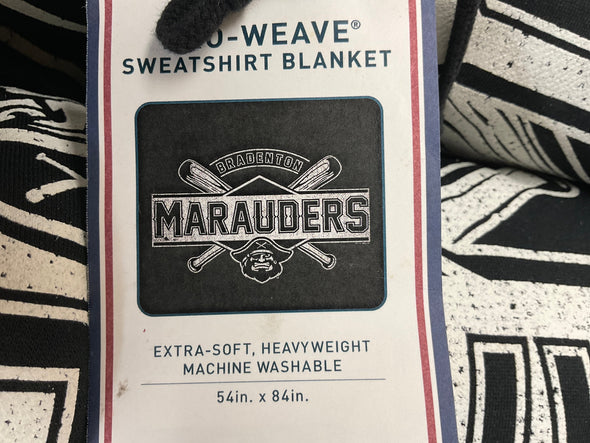 O-WEAVE®
SWEATSHIRT BLANKET
BRADENTON
MARAUDERS
EXTRA-SOFT, HEAVYWEIGHT
MACHINE WASHABLE
54in. x 84in.